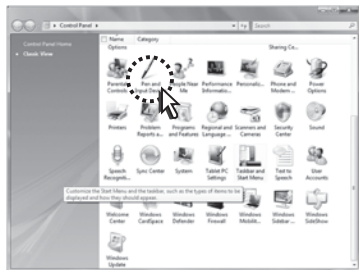 Control Panel
Search
Control Panel Home
Classic View
Name Category
Options Sharing Ce...
Parental Controls
Pen and Input Dev...
People Near Me
Performance Informatio...
Personaliz...
Phone and Modem ...
Power Options
Printers
Problem Reports a...
Programs and Features
Regional and Language ...
Scanners and Cameras
Security Center
Sound
Speech Recogniti...
Sync Center
System
Tablet PC Settings
Taskbar and Start Menu
Text to Speech
User Accounts
Customize the Start Menu and the taskbar, such as the types of items to be
displayed and how they should appear.
Welcome Center
Windows CardSpace
Windows Defender
Windows Firewall
Windows Mobilit...
Windows Sidebar ...
Windows SideShow
Windows Update